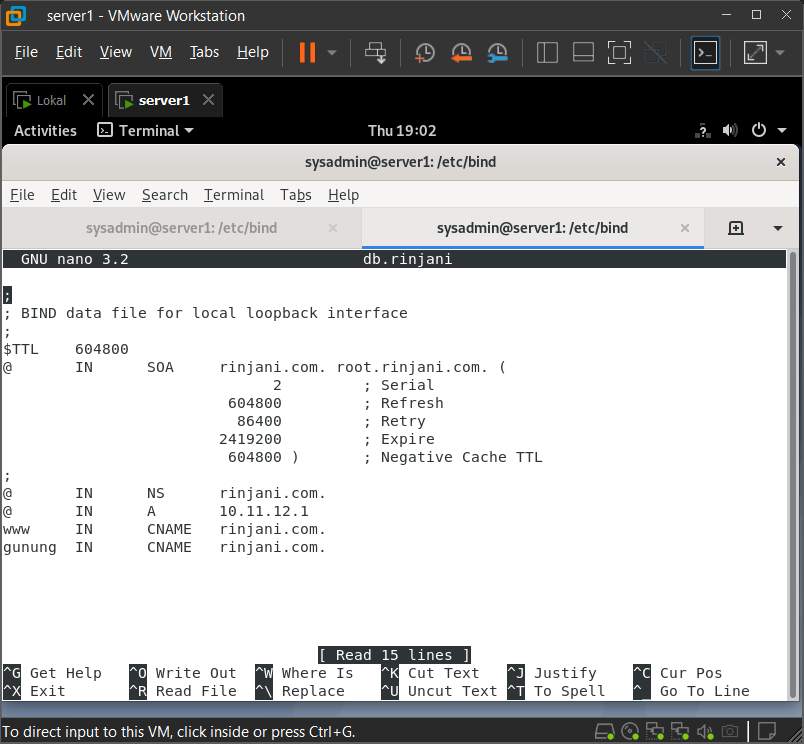 server1 - VMware Workstation
File Edit View VM Tabs Help
Lokal server1
Activities Terminal Thu 19:02
sysadmin@server1: /etc/bind
File Edit View Search Terminal Tabs Help
sysadmin@server1: /etc/bind sysadmin@server1: /etc/bind
GNU nano 3.2 db.rinjani
;
; BIND data file for local loopback interface
;
$TTL 604800
@ IN SOA rinjani.com. root.rinjani.com. (
2 ; Serial
604800 ; Refresh
86400 ; Retry
2419200 ; Expire
604800 ) ; Negative Cache TTL
;
@ IN NS rinjani.com.
@ IN A 10.11.12.1
www IN CNAME rinjani.com.
gunung IN CNAME rinjani.com.
[ Read 15 lines ]
^G Get Help ^O Write Out ^W Where Is ^K Cut Text ^J Justify ^C Cur Pos
^X Exit ^R Read File ^\ Replace ^U Uncut Text ^T To Spell ^_ Go To Line
To direct input to this VM, click inside or press Ctrl+G.